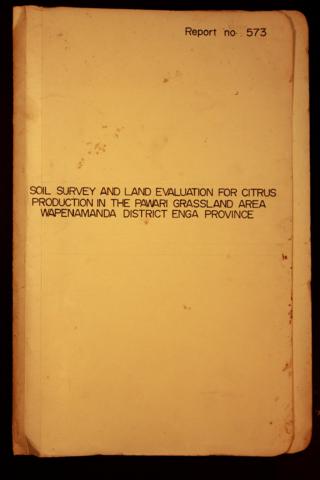 Report no 573
SOIL SURVEY AND LAND EVALUATION FOR CITRUS
PRODUCTION IN THE PAWARI GRASSLAND AREA
WAPENAMANDA DISTRICT ENGA PROVINCE